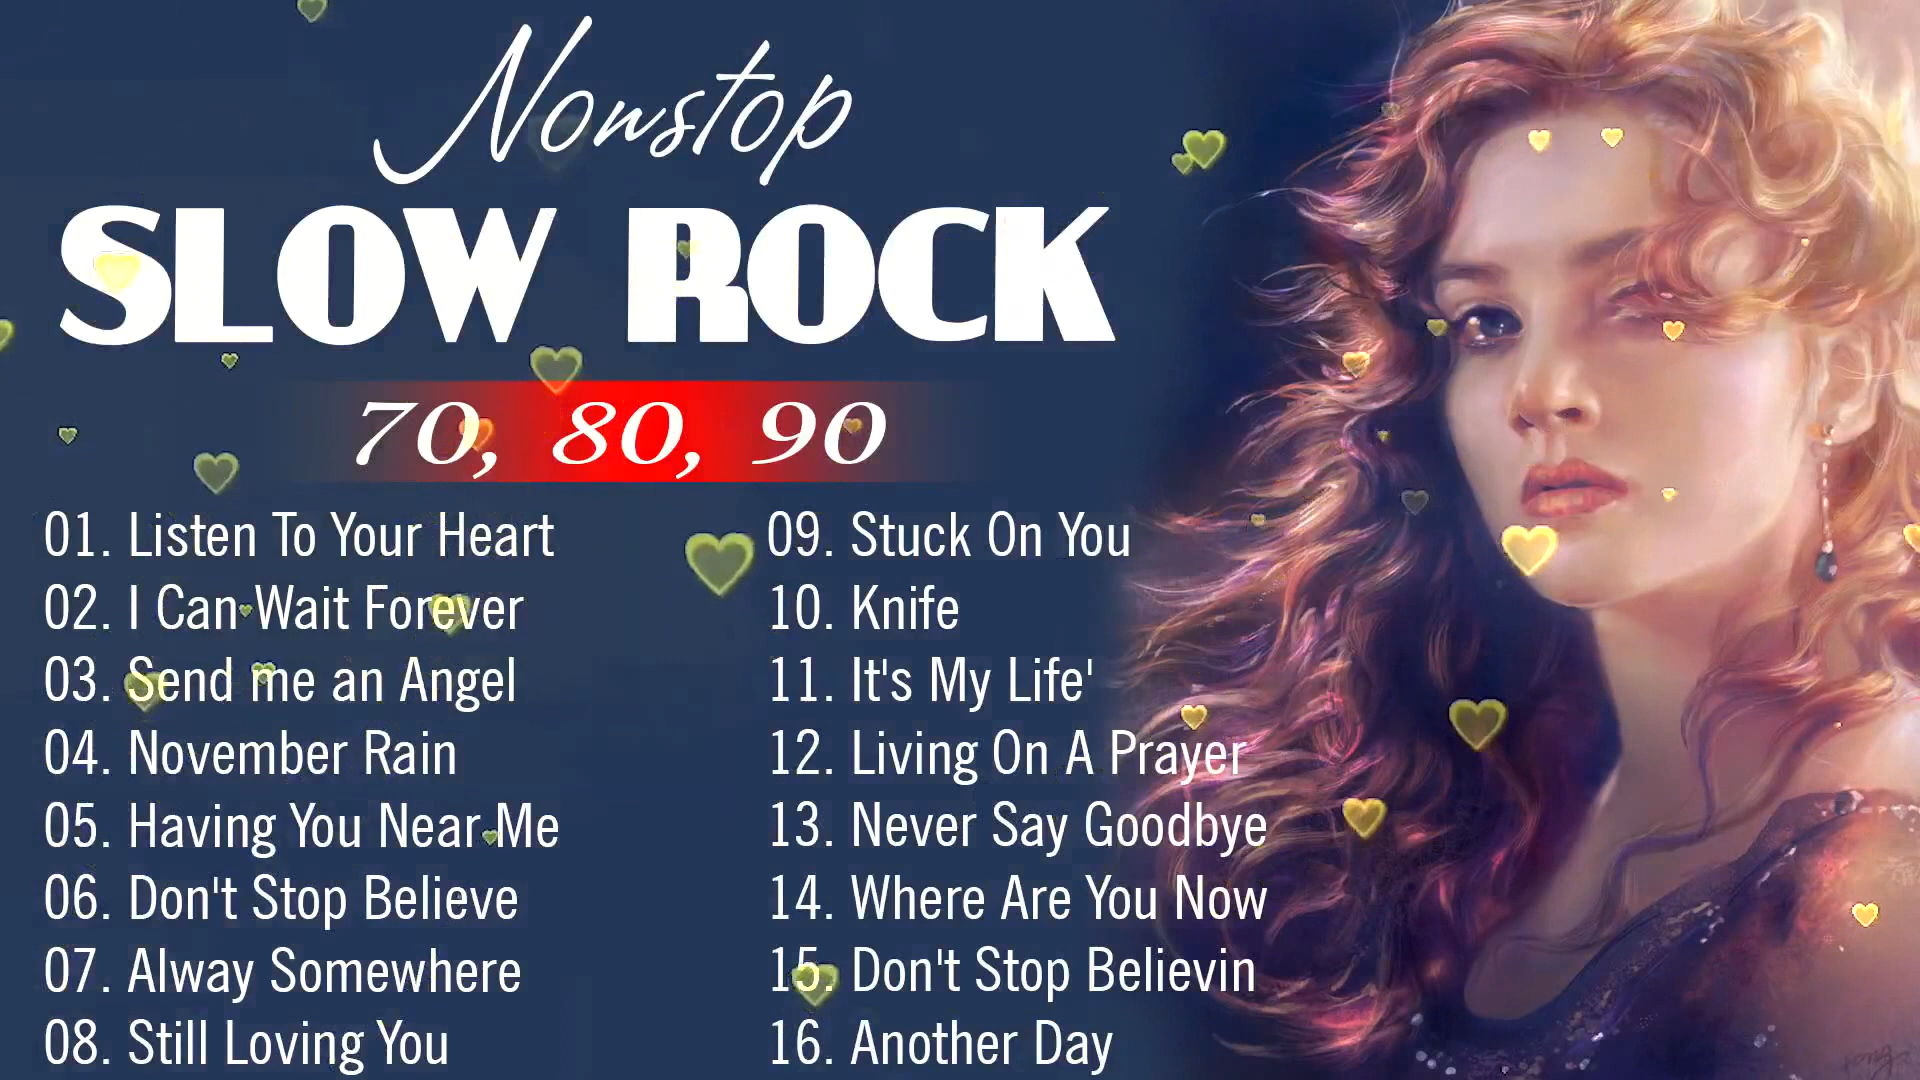 Nonstop
SLOW ROCK
70, 80, 90
01. Listen To Your Heart
02. I Can Wait Forever
03. Send me an Angel
04. November Rain
05. Having You Near Me
06. Don't Stop Believe
07. Alway Somewhere
08. Still Loving You
09. Stuck On You
10. Knife
11. It's My Life'
12. Living On A Prayer
13. Never Say Goodbye
14. Where Are You Now
15. Don't Stop Believin
16. Another Day